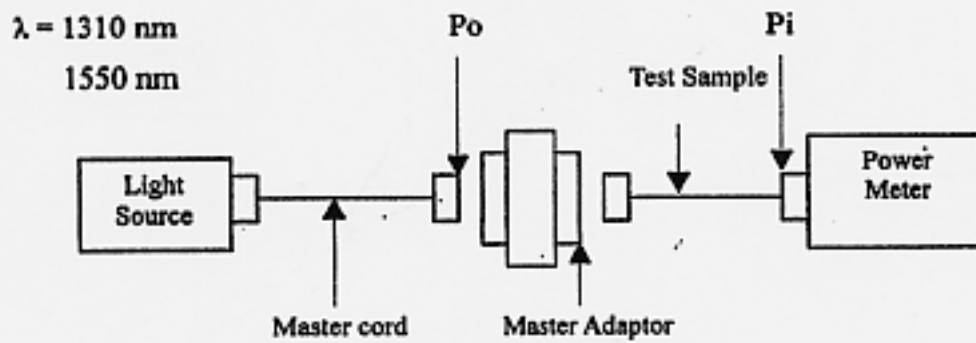 λ = 1310 nm
1550 nm
Po
Pi
Test Sample
Light
Source
Power
Meter
Master cord
Master Adaptor